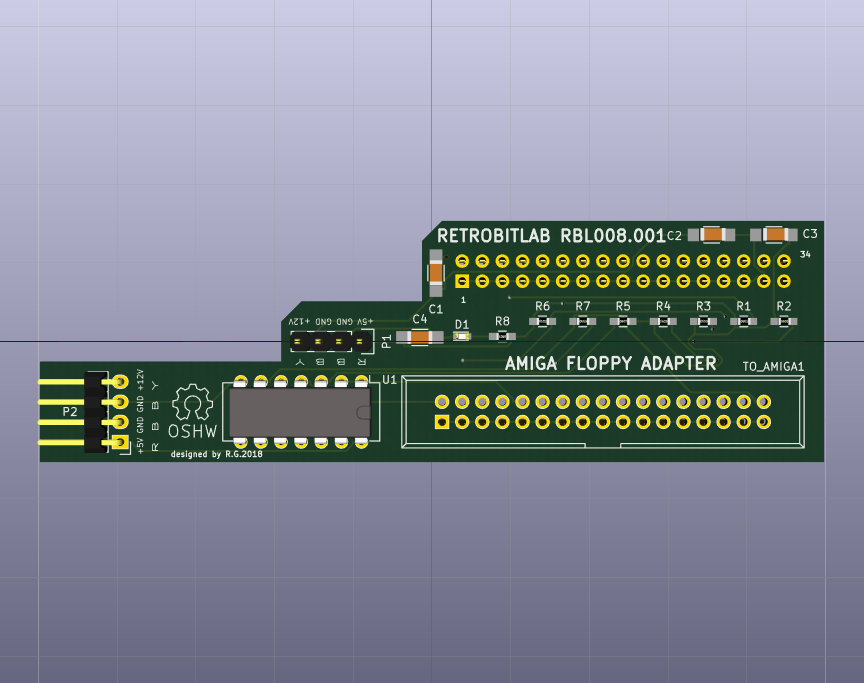 RETROBITLAB RBL008.001 C2 C3
34
1
C1
R6 R7 R5 R4 R3 R1 R2
+5V GND GND +12V
C4 D1 R8
P1
R B B Y
AMIGA FLOPPY ADAPTER
TO_AMIGA1
U1
P2
+5V GND GND +12V
R B B Y
OSHW
designed by R.G.2018